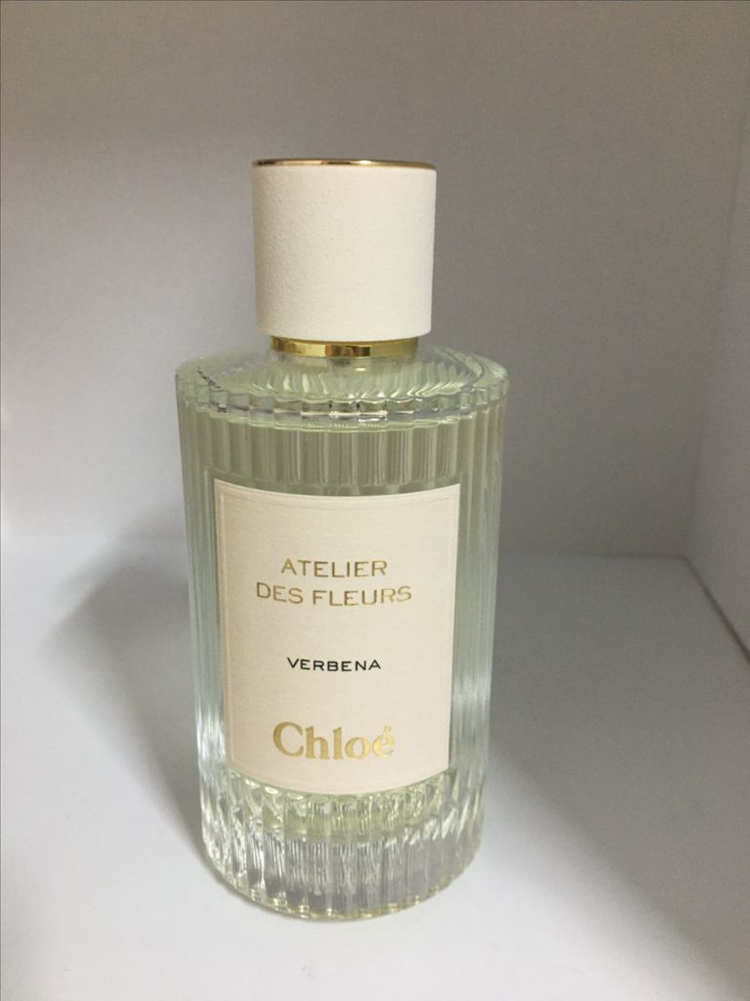 ATELIER
DES FLEURS
VERBENA
Chloé